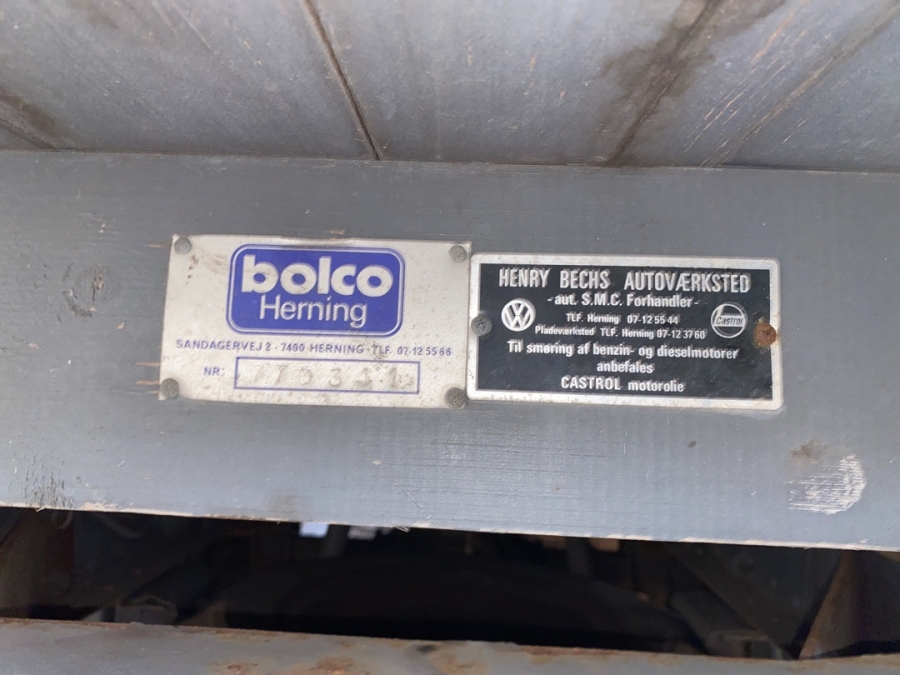 bolco
Herning
SANDAGERVEJ 2 - 7400 HERNING - TLF. 07-12 55 66
NR:
HENRY BECHS AUTOVÆRKSTED
- aut. S.M.C. Forhandler -
TLF. Herning 07-12 55 44
Pladeværksted TLF. Herning 07-12 37 60
Castrol
Til smøring af benzin- og dieselmotorer
anbefales
CASTROL motorolie